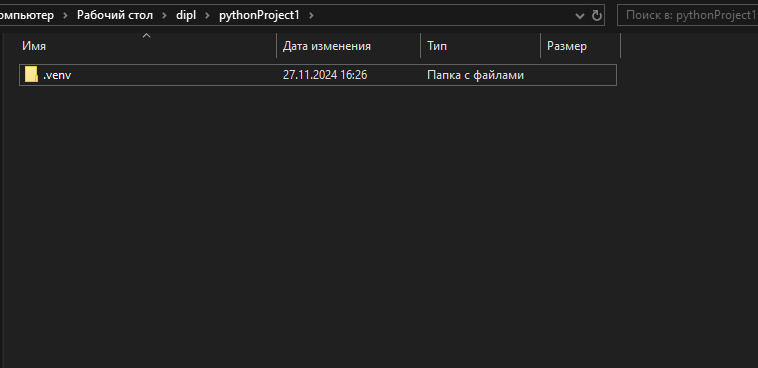 омпьютер > Рабочий стол > dipl > pythonProject1 >
Поиск в: pythonProject1
Имя Дата изменения Тип Размер
.venv 27.11.2024 16:26 Папка с файлами